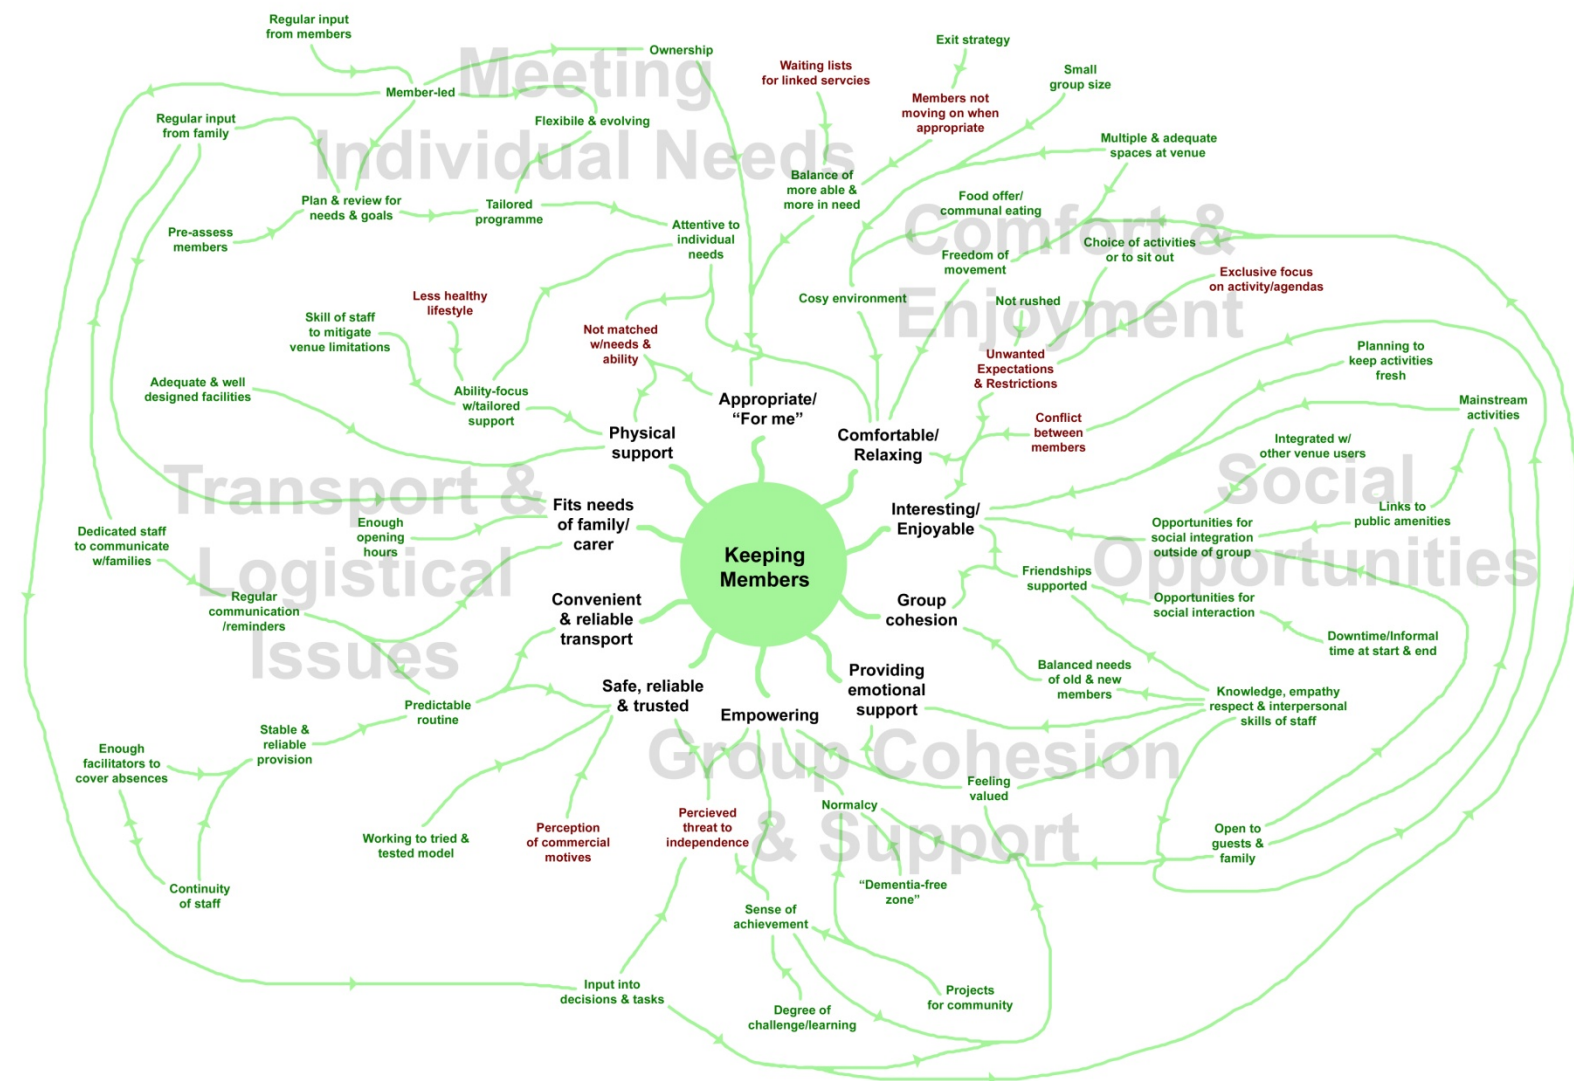 Regular input
from members
Ownership
Exit strategy
Waiting lists
for linked servcies
Small
group size
Meeting
Individual Needs
Member-led
Members not
moving on when
appropriate
Regular input
from family
Flexibile & evolving
Multiple & adequate
spaces at venue
Balance of
more able &
more in need
Food offer/
communal eating
Plan & review for
needs & goals
Tailored
programme
Pre-assess
members
Attentive to
individual
needs
Comfort &
Enjoyment
Freedom of
movement
Choice of activities
or to sit out
Exclusive focus
on activity/agendas
Less healthy
lifestyle
Cosy environment
Not rushed
Skill of staff
to mitigate
venue limitations
Not matched
w/needs &
ability
Unwanted
Expectations
& Restrictions
Planning to
keep activities
fresh
Adequate & well
designed facilities
Ability-focus
w/tailored
support
Appropriate/
“For me”
Mainstream
activities
Physical
support
Comfortable/
Relaxing
Conflict
between
members
Integrated w/
other venue users
Transport &
Logistical
Issues
Social
Opportunities
Fits needs
of family/
carer
Interesting/
Enjoyable
Links to
public amenities
Dedicated staff
to communicate
w/families
Enough
opening
hours
Opportunities for
social integration
outside of group
Keeping
Members
Friendships
supported
Regular
communication
/reminders
Convenient
& reliable
transport
Group
cohesion
Opportunities for
social interaction
Downtime/Informal
time at start & end
Balanced needs
of old & new
members
Providing
emotional
support
Safe, reliable
& trusted
Empowering
Knowledge, empathy
respect & interpersonal
skills of staff
Predictable
routine
Stable &
reliable
provision
Enough
facilitators to
cover absences
Group Cohesion
& Support
Feeling
valued
Normalcy
Working to tried &
tested model
Perception
of commercial
motives
Percieved
threat to
independence
Open to
guests &
family
Continuity
of staff
“Dementia-free
zone”
Sense of
achievement
Input into
decisions & tasks
Projects
for community
Degree of
challenge/learning